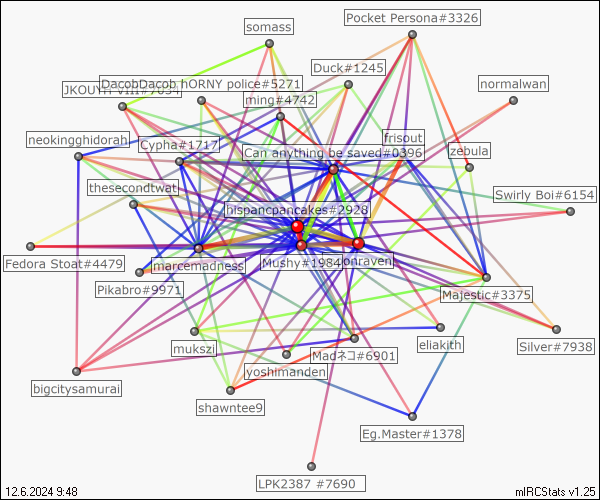 somass
Pocket Persona#3326
Duck#1245
DacobDacob hORNY police#5271
normalwan
ming#4742
neokingghidorah
Cypha#1717
frisout
Can anything be saved#0396
zebula
thesecondtwat
Swirly Boi#6154
hispancpancakes#2928
Fedora Stoat#4479
marcemadness
Mushy#1984
onraven
Pikabro#9971
Majestic#3375
mukszi
eliakith
Silver#7938
Madネコ#6901
yoshimanden
bigcitysamurai
shawntee9
Eg.Master#1378
LPK2387 #7690
12.6.2024 9:48
mIRCStats v1.25